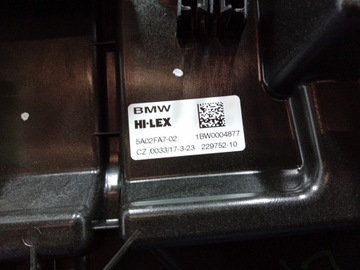 BMW
HI-LEX
5A02FA7-02 1BW0004877
CZ /0033/17-3-23 229752-10